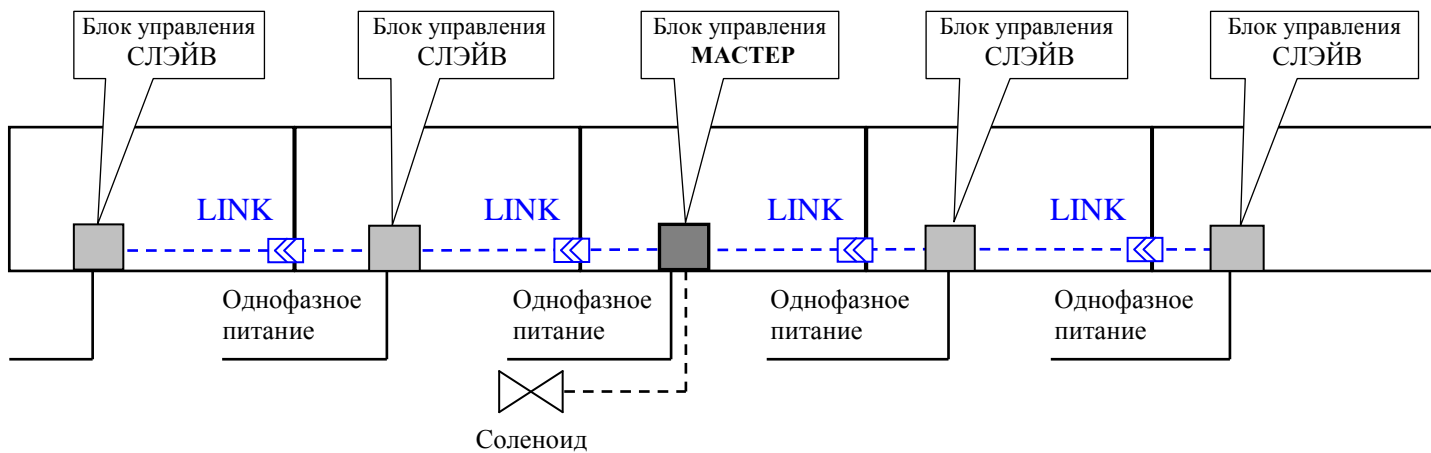 Блок управления
СЛЭЙВ
Блок управления
СЛЭЙВ
Блок управления
МАСТЕР
Блок управления
СЛЭЙВ
Блок управления
СЛЭЙВ
LINK
LINK
LINK
LINK
Однофазное
питание
Однофазное
питание
Однофазное
питание
Однофазное
питание
Соленоид